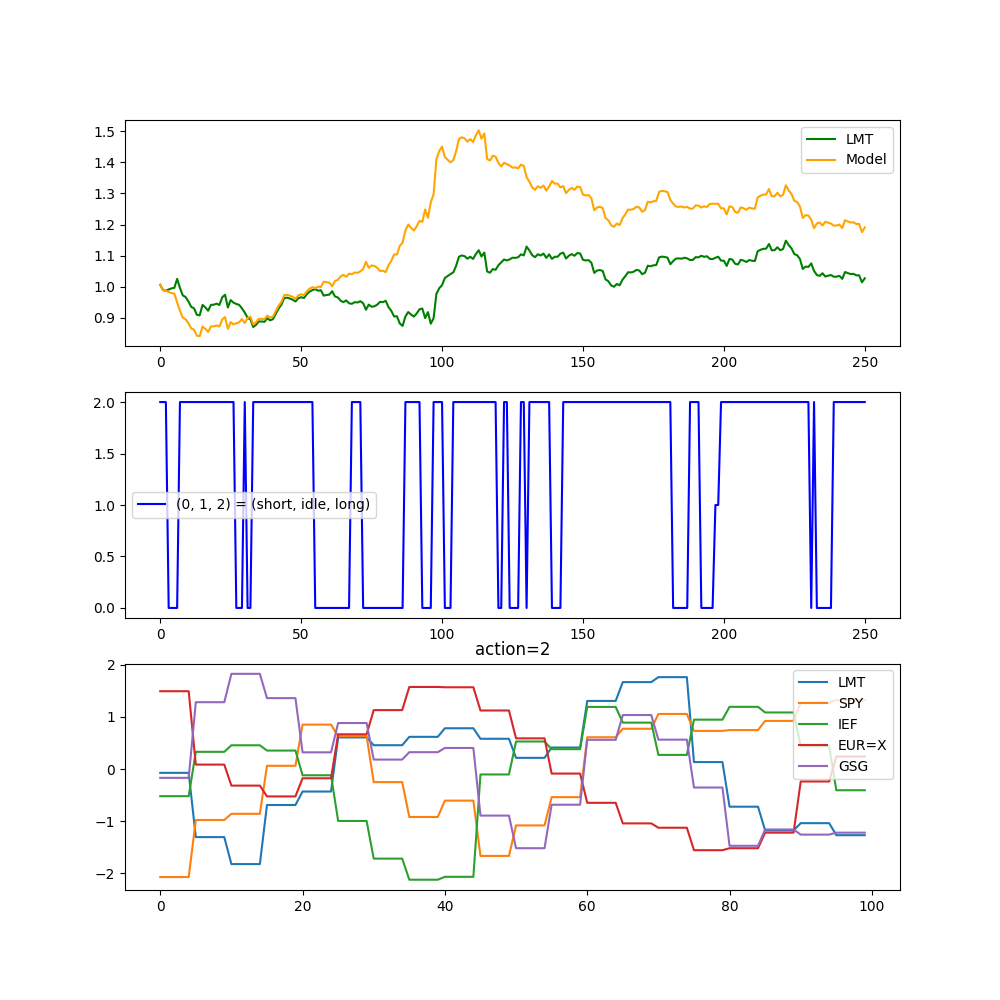 1.5
1.4
1.3
1.2
1.1
1.0
0.9
LMT
Model
0 50 100 150 200 250
2.0
1.5
1.0
0.5
0.0
(0, 1, 2) = (short, idle, long)
0 50 100 150 200 250
action=2
2
1
0
−1
−2
LMT
SPY
IEF
EUR=X
GSG
0 20 40 60 80 100